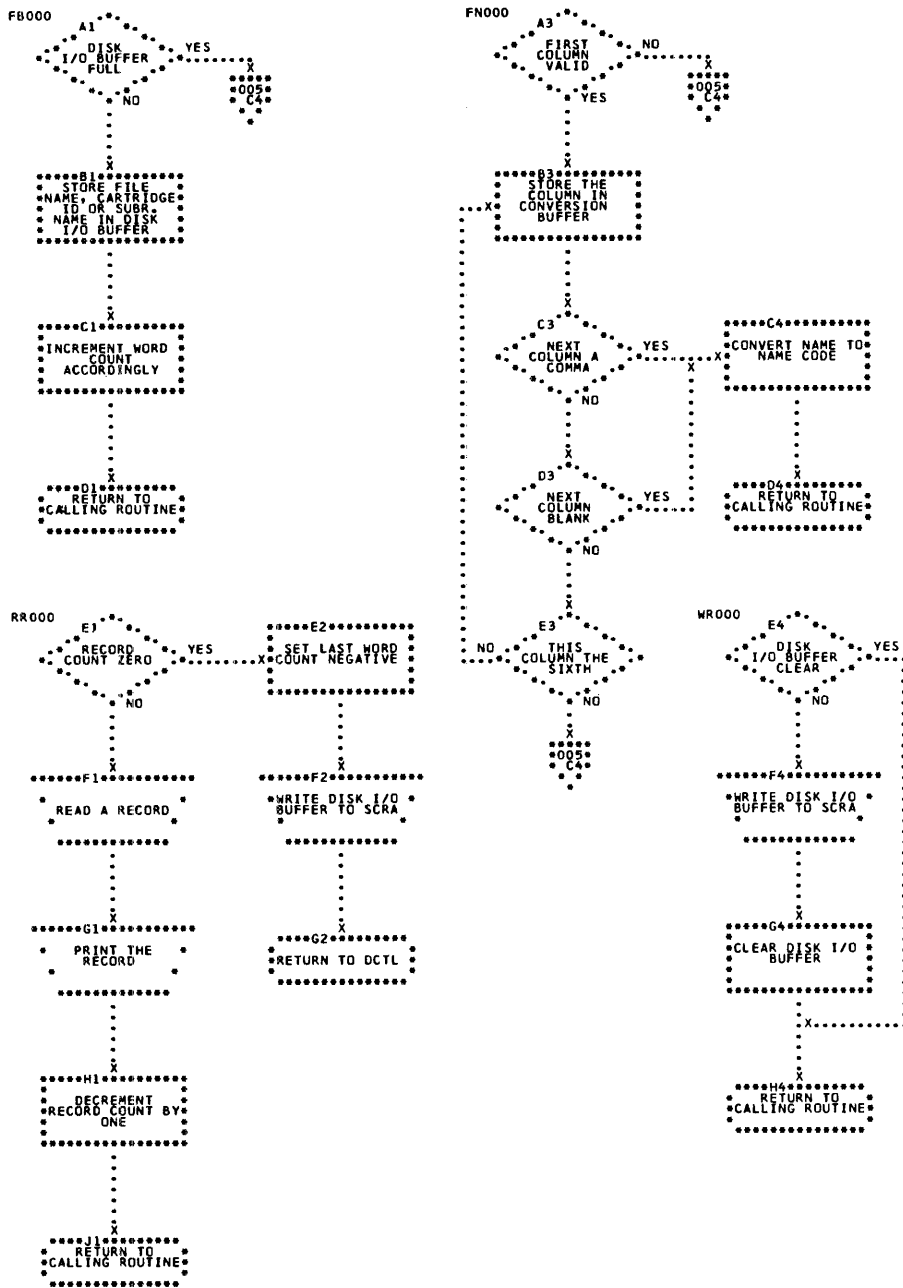 FB000
A1
DISK
I/O BUFFER
FULL
YES
NO
005
C4
B1
STORE FILE
NAME, CARTRIDGE
ID OR SUBR.
NAME IN DISK
I/O BUFFER
C1
INCREMENT WORD
COUNT
ACCORDINGLY
D1
RETURN TO
CALLING ROUTINE
FN000
A3
FIRST
COLUMN
VALID
NO
YES
005
C4
B3
STORE THE
COLUMN IN
CONVERSION
BUFFER
X
C3
NEXT
COLUMN A
COMMA
YES
NO
X
X
C4
CONVERT NAME TO
NAME CODE
D3
NEXT
COLUMN
BLANK
YES
NO
D4
RETURN TO
CALLING ROUTINE
E3
THIS
COLUMN THE
SIXTH
NO
NO
005
C4
RR000
E1
RECORD
COUNT ZERO
YES
NO
X
E2
SET LAST WORD
COUNT NEGATIVE
F1
READ A RECORD
F2
WRITE DISK I/O
BUFFER TO SCRA
G1
PRINT THE
RECORD
G2
RETURN TO DCTL
H1
DECREMENT
RECORD COUNT BY
ONE
J1
RETURN TO
CALLING ROUTINE
WR000
E4
DISK
I/O BUFFER
CLEAR
YES
NO
F4
WRITE DISK I/O
BUFFER TO SCRA
G4
CLEAR DISK I/O
BUFFER
X
H4
RETURN TO
CALLING ROUTINE